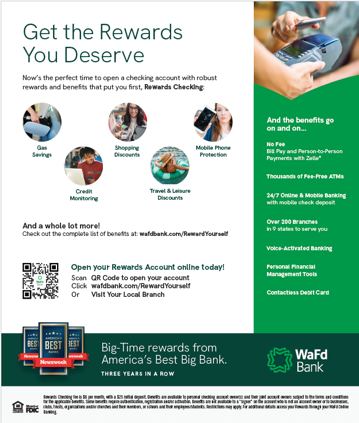 Get the Rewards
You Deserve
Now's the perfect time to open a checking account with robust
rewards and benefits that put you first, Rewards Checking:
Gas
Savings
Shopping
Discounts
Mobile Phone
Protection
Credit
Monitoring
Travel & Leisure
Discounts
And a whole lot more!
Check out the complete list of benefits at: wafdbank.com/RewardYourself
Open your Rewards Account online today!
Scan QR Code to open your account
Click wafdbank.com/RewardYourself
Or Visit Your Local Branch
And the benefits go
on and on...
No Fee
Bill Pay and Person-to-Person
Payments with Zelle®
Thousands of Fee-Free ATMs
24/7 Online & Mobile Banking
with mobile check deposit
Over 200 Branches
in 9 states to serve you
Voice-Activated Banking
Personal Financial
Management Tools
Contactless Debit Card
AMERICA'S
BEST
BANK
Newsweek
Big-Time rewards from
America's Best Big Bank.
THREE YEARS IN A ROW
WaFd
Bank
Member
FDIC
Rewards Checking fee is $8 per month, with a $25 initial deposit. Benefits are available to personal checking account owner(s) and their joint account owners subject to the terms and conditions
for the applicable benefits. Some benefits require authentication, registration and/or activation. Benefits are not available to a "signer" on the account who is not an account owner or to businesses,
clubs, trusts, organizations and/or churches and their members, or schools and their employees/students. Restrictions may apply. For additional details access your Rewards through your WaFd Online
Banking.